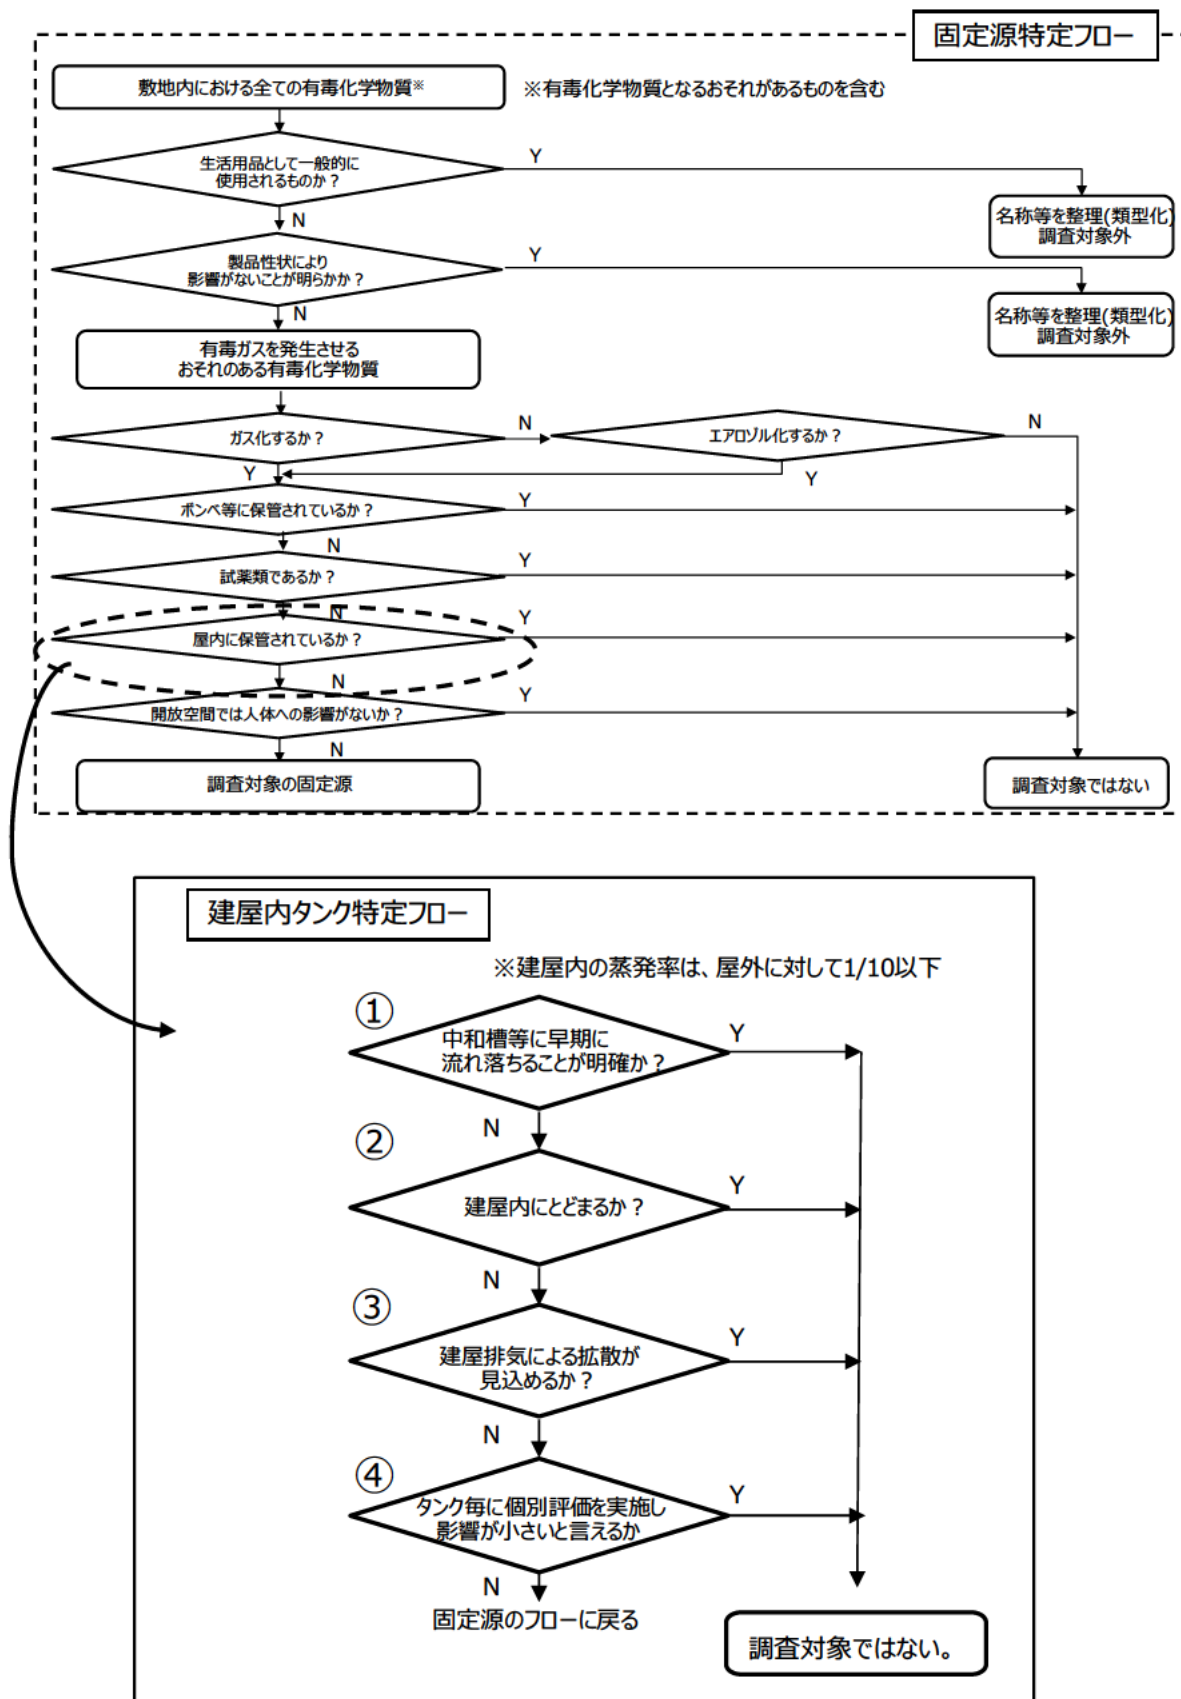 固定源特定フロー
敷地内における全ての有毒化学物質※
※有毒化学物質となるおそれがあるものを含む
生活用品として一般的に
使用されるものか？
Y
N
名称等を整理(類型化)
調査対象外
製品性状により
影響がないことが明らかか？
Y
N
名称等を整理(類型化)
調査対象外
有毒ガスを発生させる
おそれのある有毒化学物質
ガス化するか？
N
エアロゾル化するか？
N
Y
Y
ボンベ等に保管されているか？
Y
N
試薬類であるか？
Y
N
屋内に保管されているか？
Y
N
開放空間では人体への影響がないか？
Y
N
調査対象の固定源
調査対象ではない
建屋内タンク特定フロー
※建屋内の蒸発率は、屋外に対して1/10以下
①
中和槽等に早期に
流れ落ちることが明確か？
Y
N
②
建屋内にとどまるか？
Y
N
③
建屋排気による拡散が
見込めるか？
Y
N
④
タンク毎に個別評価を実施し
影響が小さいと言えるか
Y
N
固定源のフローに戻る
調査対象ではない。